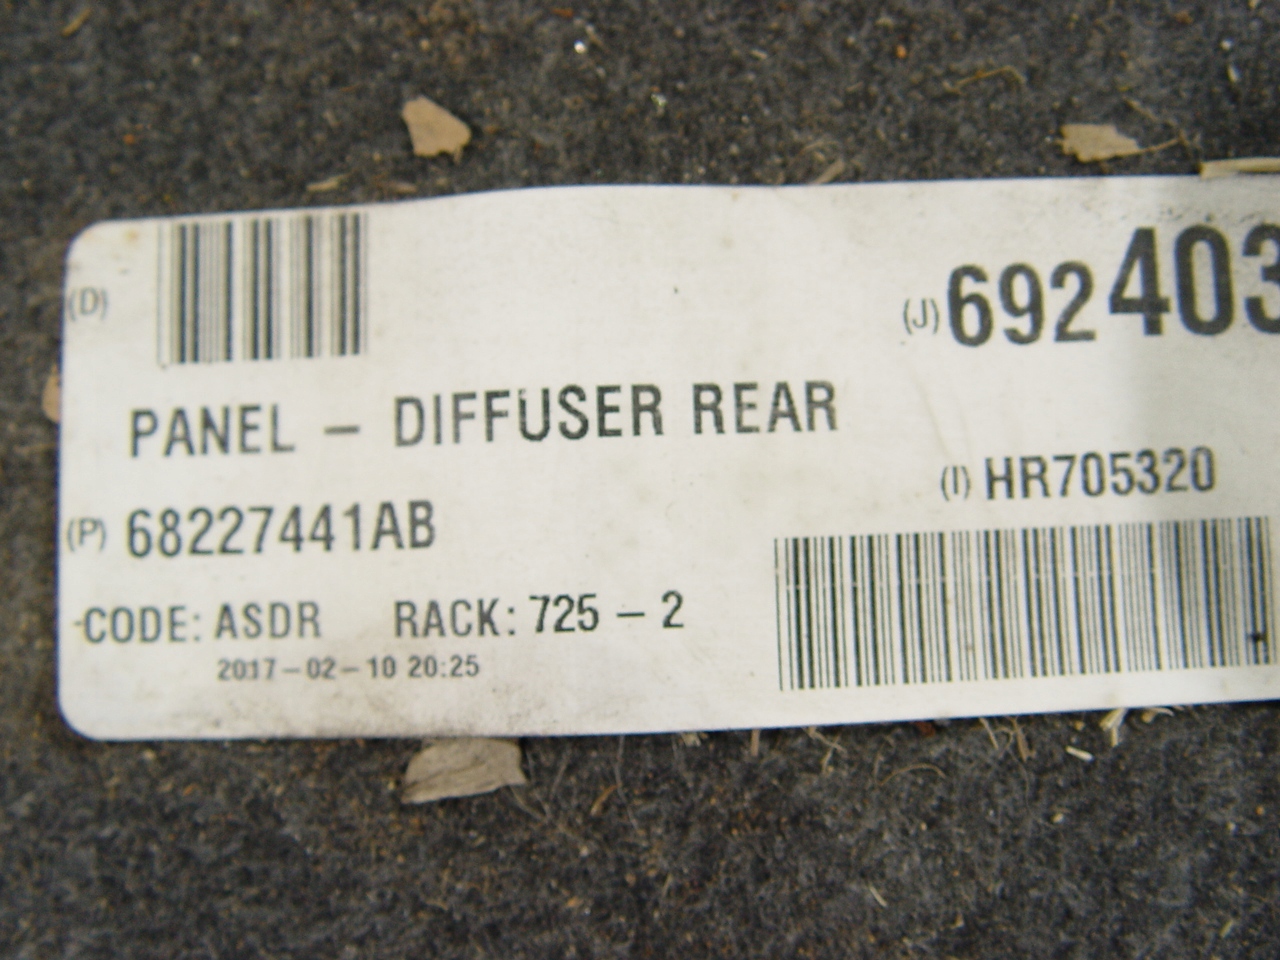 (D)
(J) 692403
PANEL – DIFFUSER REAR
(I) HR705320
(P) 68227441AB
CODE: ASDR RACK: 725 – 2
2017–02–10 20:25